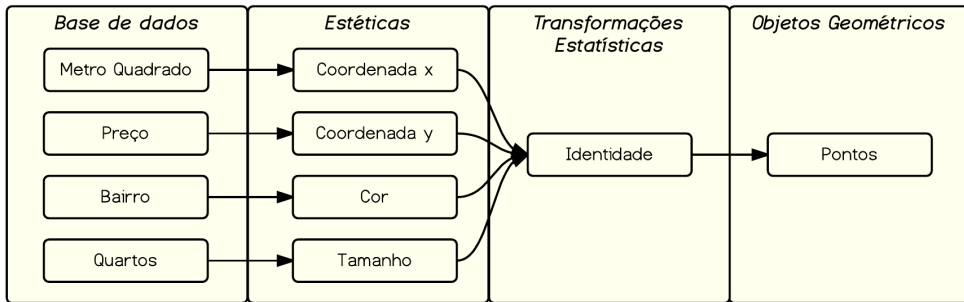 Base de dados
Metro Quadrado
Preço
Bairro
Quartos
Estéticas
Coordenada x
Coordenada y
Cor
Tamanho
Transformações
Estatísticas
Identidade
Objetos Geométricos
Pontos